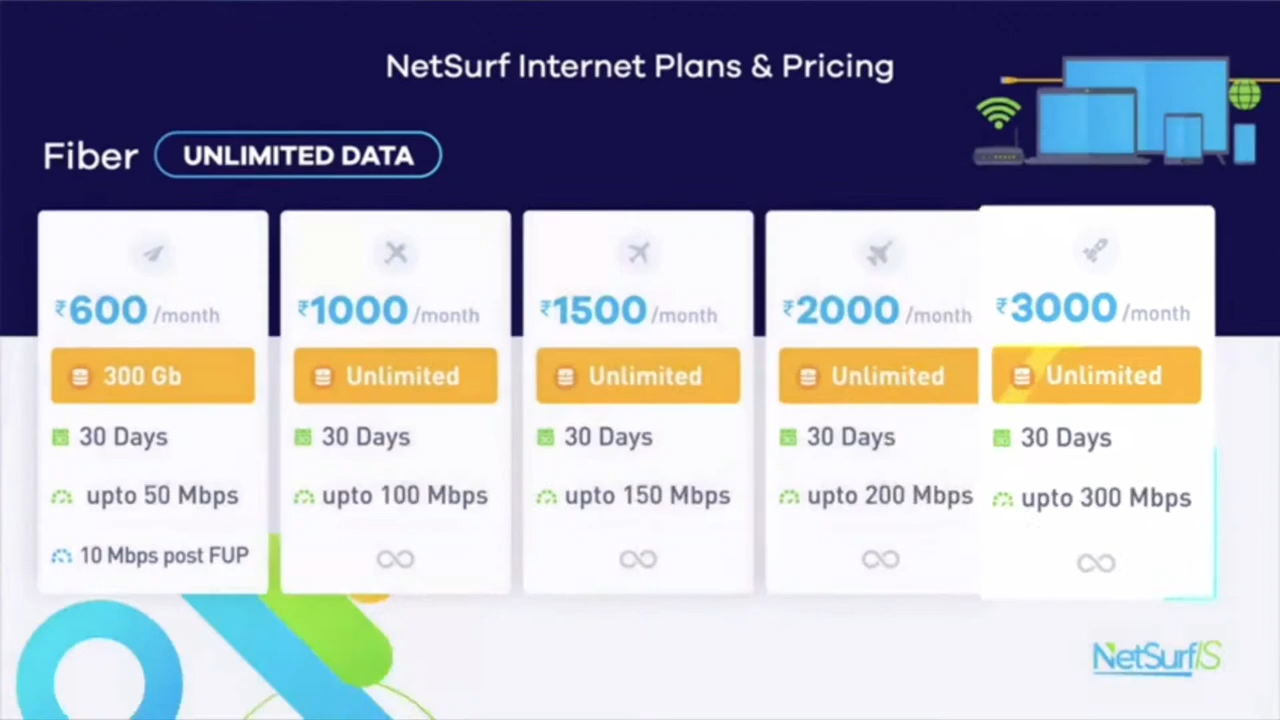 NetSurf Internet Plans & Pricing
Fiber UNLIMITED DATA
₹600 /month
300 Gb
30 Days
upto 50 Mbps
10 Mbps post FUP
₹1000 /month
Unlimited
30 Days
upto 100 Mbps
₹1500 /month
Unlimited
30 Days
upto 150 Mbps
₹2000 /month
Unlimited
30 Days
upto 200 Mbps
₹3000 /month
Unlimited
30 Days
upto 300 Mbps
NetSurf/S